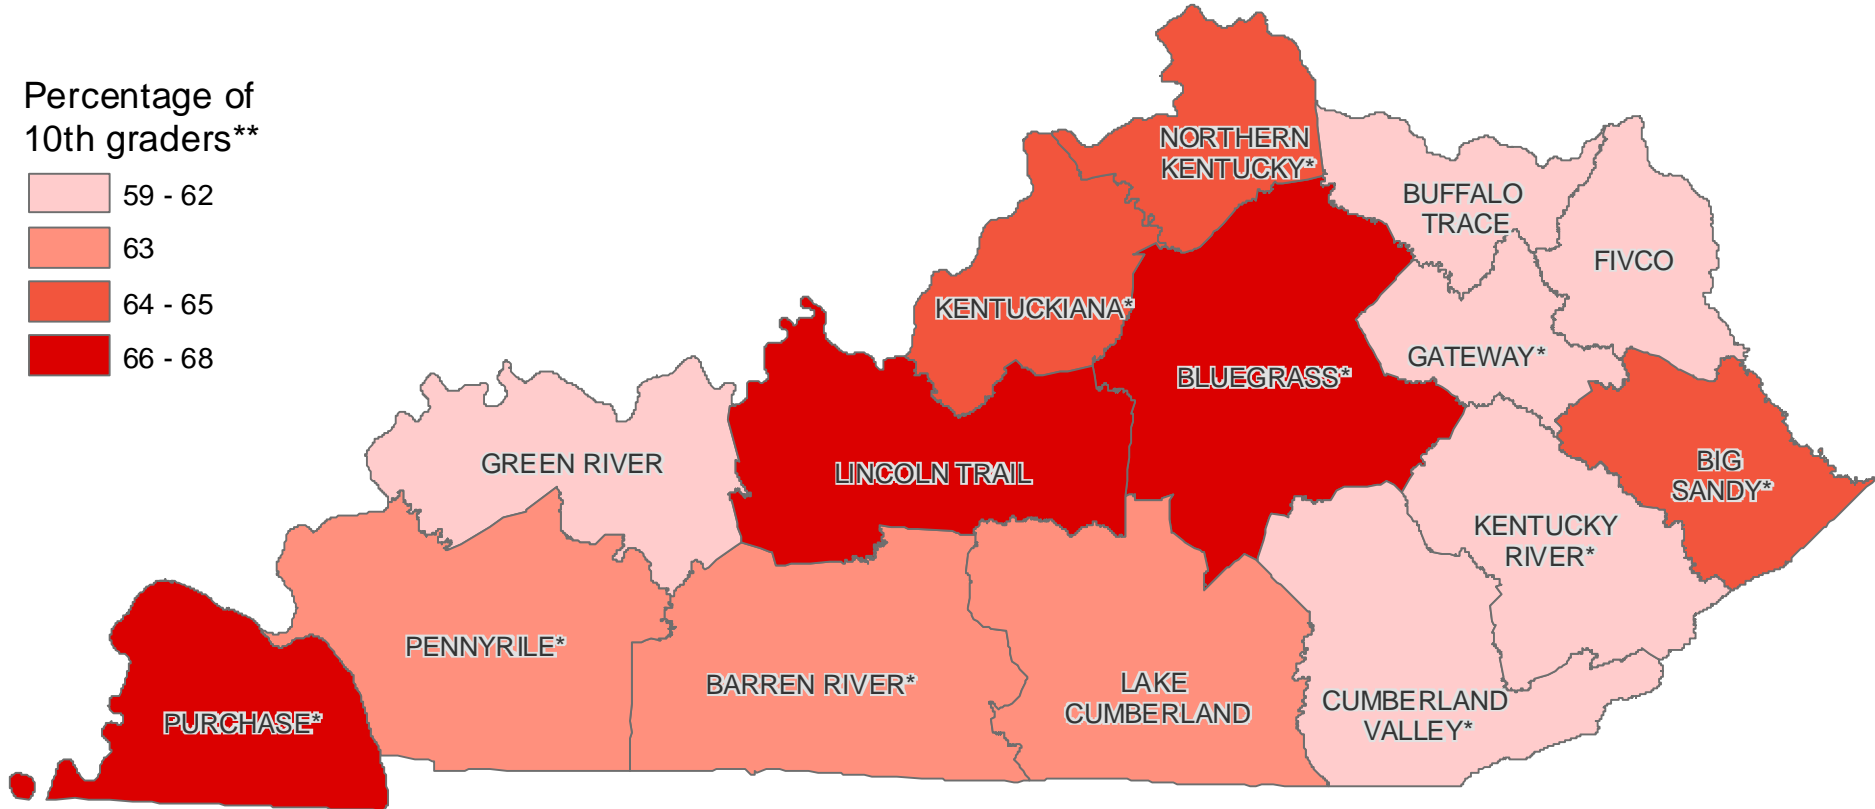 Percentage of
10th graders**
59 - 62
63
64 - 65
66 - 68
NORTHERN
KENTUCKY*
BUFFALO
TRACE
FIVCO
KENTUCKIANA*
GATEWAY*
BLUEGRASS*
GREEN RIVER
LINCOLN TRAIL
BIG
SANDY*
KENTUCKY
RIVER*
PENNYRILE*
BARREN RIVER*
LAKE
CUMBERLAND
CUMBERLAND
VALLEY*
PURCHASE*